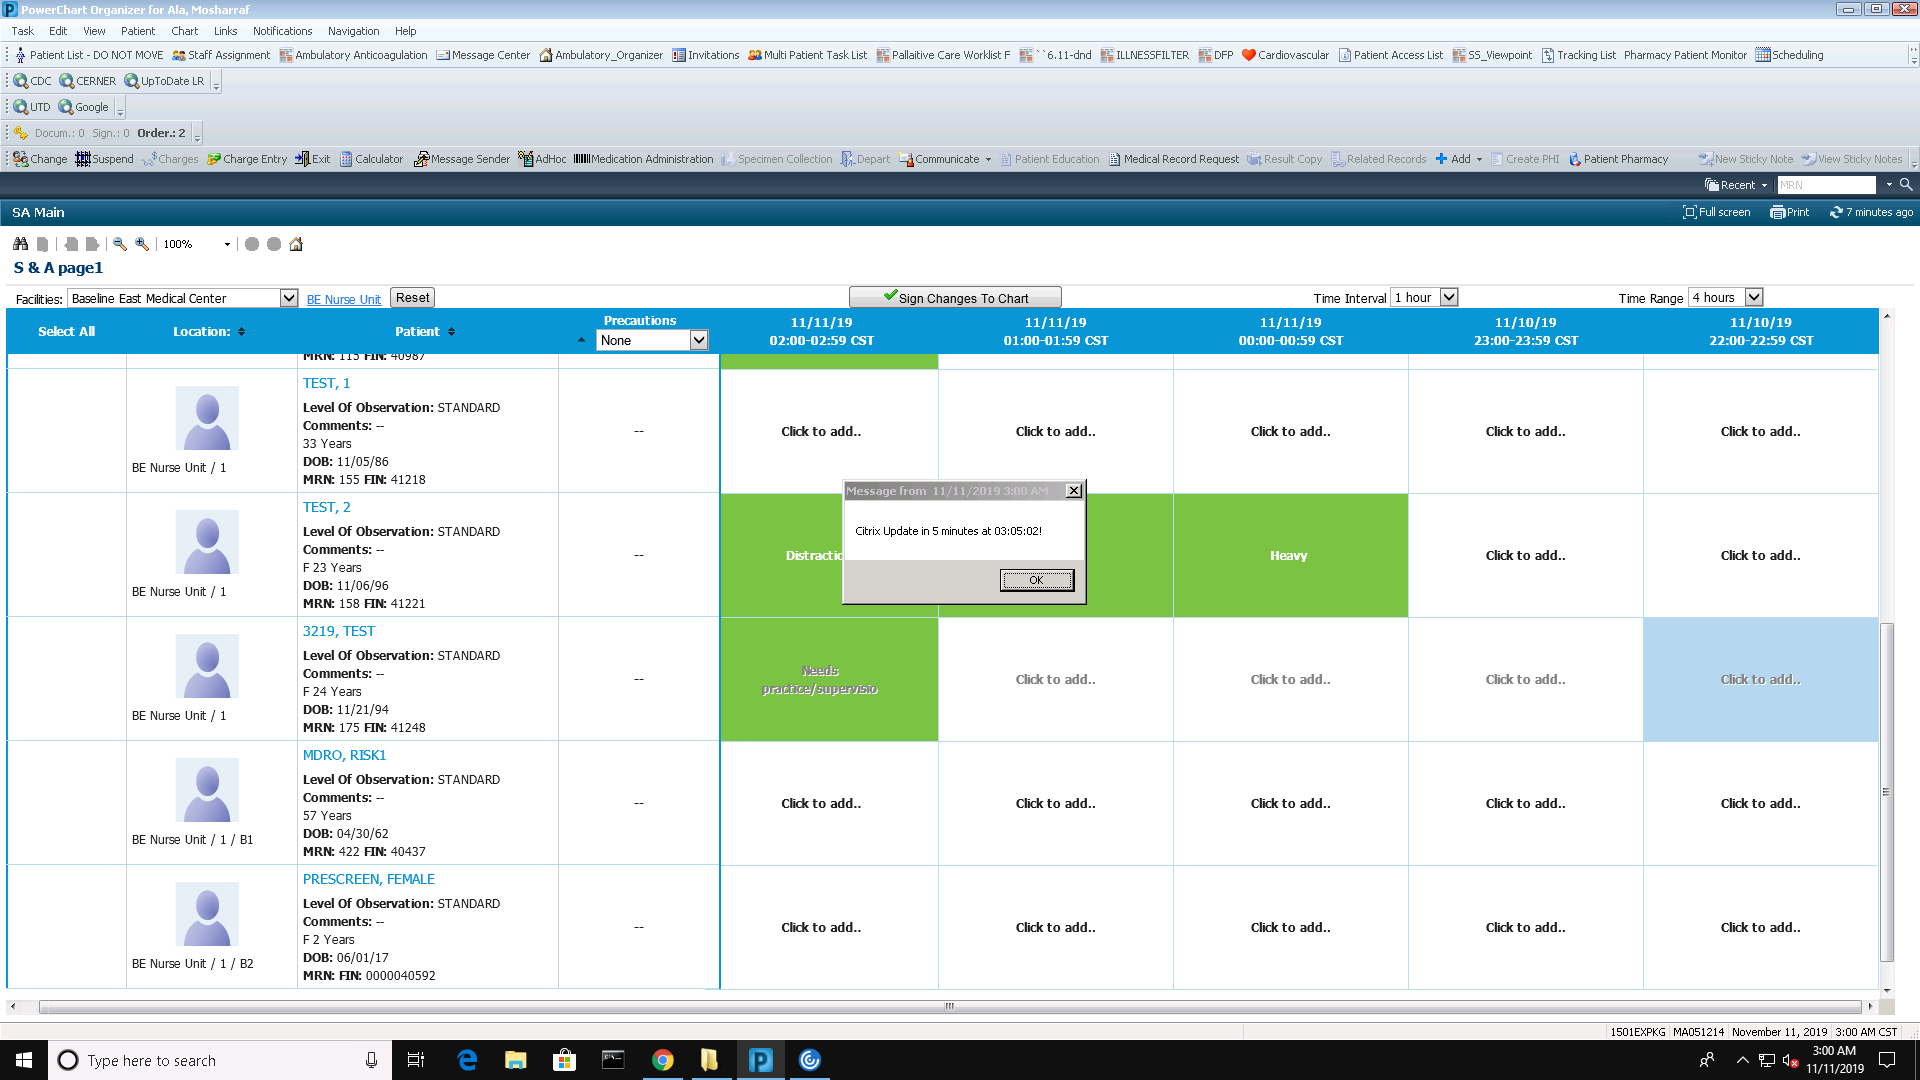 PowerChart Organizer for Ala, Mosharraf
Task Edit View Patient Chart Links Notifications Navigation Help
Patient List - DO NOT MOVE Staff Assignment Ambulatory Anticoagulation Message Center Ambulatory_Organizer Invitations Multi Patient Task List Pallaitive Care Worklist F ``6.11-dnd ILLNESSFILTER DFP Cardiovascular Patient Access List SS_Viewpoint Tracking List Pharmacy Patient Monitor Scheduling
CDC CERNER UpToDate LR
UTD Google
Docum.: 0 Sign.: 0 Order.: 2
Change Suspend Charges Charge Entry Exit Calculator Message Sender AdHoc Medication Administration Specimen Collection Depart Communicate Patient Education Medical Record Request Result Copy Related Records Add Create PHI Patient Pharmacy New Sticky Note View Sticky Notes
Recent MRN
SA Main Full screen Print 7 minutes ago
100%
S & A page1
Facilities: Baseline East Medical Center BE Nurse Unit Reset Sign Changes To Chart Time Interval 1 hour Time Range 4 hours
Select All Location: Patient Precautions None
11/11/19 02:00-02:59 CST
11/11/19 01:00-01:59 CST
11/11/19 00:00-00:59 CST
11/10/19 23:00-23:59 CST
11/10/19 22:00-22:59 CST
MRN: 115 FIN: 40987
TEST, 1
Level Of Observation: STANDARD
Comments: --
33 Years
DOB: 11/05/86
MRN: 155 FIN: 41218
BE Nurse Unit / 1
--
Click to add.. Click to add.. Click to add.. Click to add.. Click to add..
TEST, 2
Level Of Observation: STANDARD
Comments: --
F 23 Years
DOB: 11/06/96
MRN: 158 FIN: 41221
BE Nurse Unit / 1
--
Distractic Heavy Click to add.. Click to add..
Message from 11/11/2019 3:00 AM
Citrix Update in 5 minutes at 03:05:02!
OK
3219, TEST
Level Of Observation: STANDARD
Comments: --
F 24 Years
DOB: 11/21/94
MRN: 175 FIN: 41248
BE Nurse Unit / 1
--
Needs
practice/supervisio
Click to add.. Click to add.. Click to add.. Click to add..
MDRO, RISK1
Level Of Observation: STANDARD
Comments: --
57 Years
DOB: 04/30/62
MRN: 422 FIN: 40437
BE Nurse Unit / 1 / B1
--
Click to add.. Click to add.. Click to add.. Click to add.. Click to add..
PRESCREEN, FEMALE
Level Of Observation: STANDARD
Comments: --
F 2 Years
DOB: 06/01/17
MRN: FIN: 0000040592
BE Nurse Unit / 1 / B2
--
Click to add.. Click to add.. Click to add.. Click to add.. Click to add..
1501EXPKG MA051214 November 11, 2019 3:00 AM CST
Type here to search
3:00 AM
11/11/2019